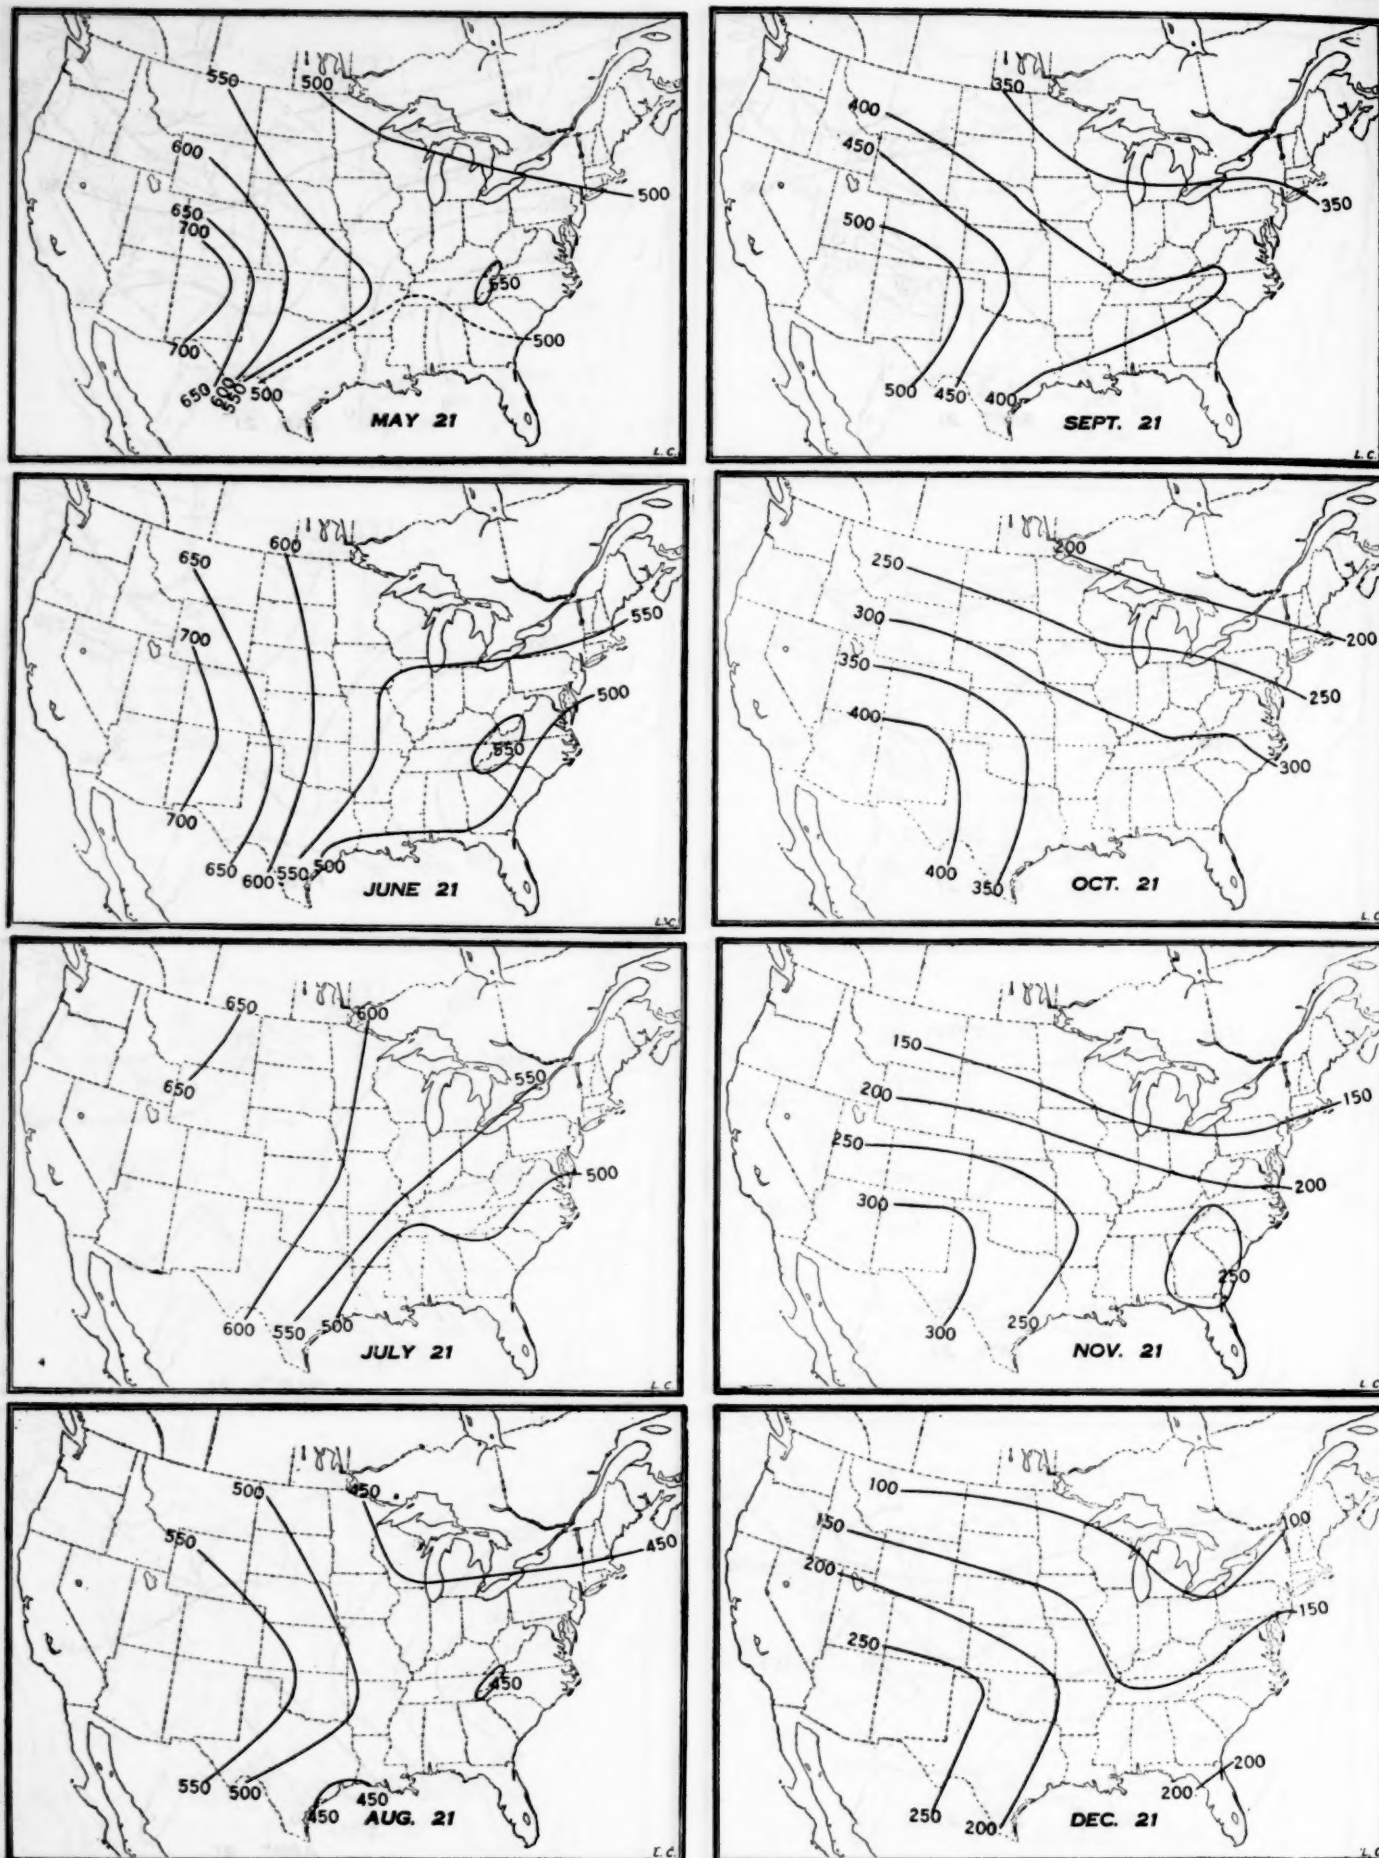 550 500
600
650
700
500
550
700
500
650 600 550 500
MAY 21
L.C.
350
400
450
500
350
500 450 400
SEPT. 21
L.C.
600
650
550
700
500
550
700
650 600 550 500
JUNE 21
L.C.
200
250
300
200
350
250
400
300
400 350
OCT. 21
L.C.
650 600
650 550
500
600 550 500
JULY 21
L.C.
150
200 150
250
200
300
250
300 250
NOV. 21
L.C.
500 450
550 450
450
550 500 450 450
AUG. 21
L.C.
100
150 100
200
150
250
200
200
250 200
DEC. 21
L.C.